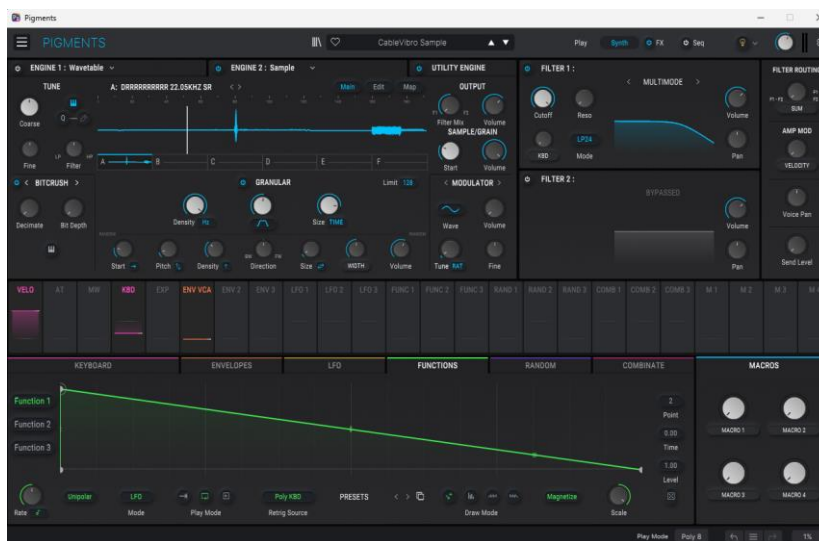 Pigments
PIGMENTS
CableVibro Sample
Play
Synth
FX
Seq
ENGINE 1 : Wavetable
ENGINE 2 : Sample
UTILITY ENGINE
FILTER 1 :
FILTER ROUTING
TUNE
A: DRRRRRRRRRR 22.05KHZ SR
Main
Edit
Map
OUTPUT
MULTIMODE
Coarse
Q
Filter Mix
Volume
Cutoff
Reso
Volume
SUM
SAMPLE/GRAIN
LP24
AMP MOD
Fine
LP
HP
Filter
A
B
C
D
E
F
Start
Volume
KBD
Mode
Pan
VELOCITY
BITCRUSH
GRANULAR
Limit 128
MODULATOR
FILTER 2 :
BYPASSED
Decimate
Bit Depth
Density Hz
Size TIME
Wave
Volume
Volume
Voice Pan
Start
Pitch
Density
Direction
Size
WIDTH
Volume
Tune RAT
Fine
Pan
Send Level
VELO
AT
MW
KBD
EXP
ENV VCA
ENV 2
ENV 3
LFO 1
LFO 2
LFO 3
FUNC 1
FUNC 2
FUNC 3
RAND 1
RAND 2
RAND 3
COMB 1
COMB 2
COMB 3
M 1
M 2
M 3
KEYBOARD
ENVELOPES
LFO
FUNCTIONS
RANDOM
COMBINATE
MACROS
Function 1
Function 2
Function 3
2
Point
0.00
Time
1.00
Level
MACRO 1
MACRO 2
MACRO 3
MACRO 4
Rate
Unipolar
LFO
Mode
Play Mode
Poly KBD
Retrig Source
PRESETS
Draw Mode
Magnetize
Scale
Play Mode
Poly 8
1%